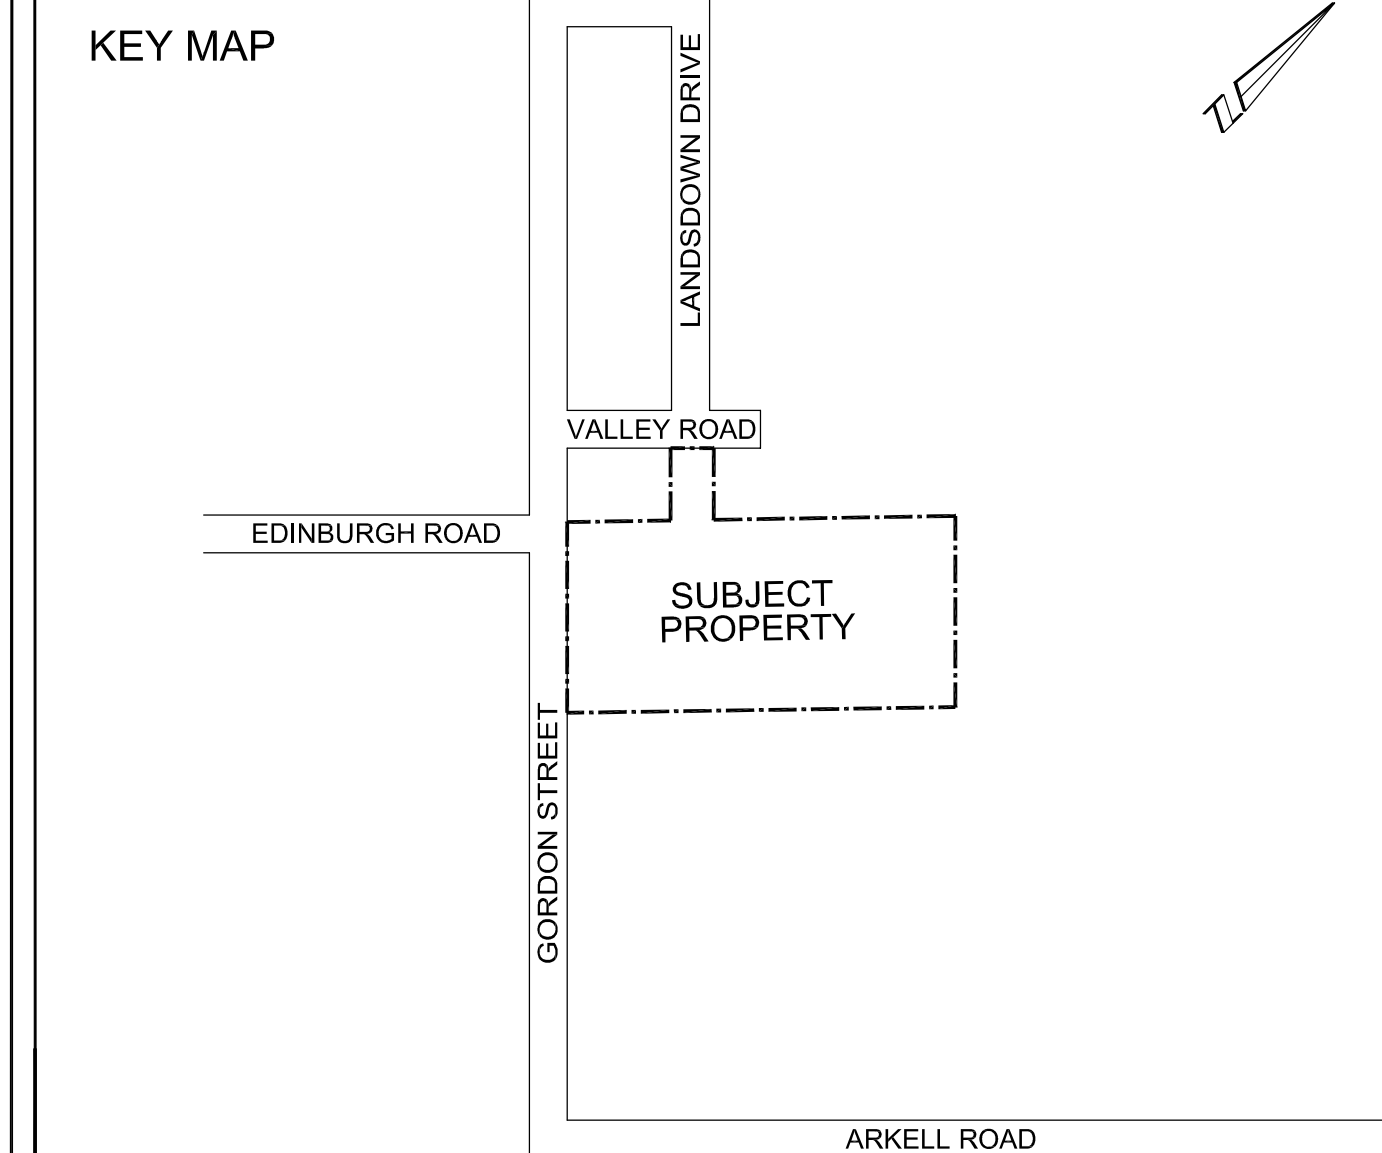 KEY MAP
LANDSDOWN DRIVE
VALLEY ROAD
EDINBURGH ROAD
SUBJECT
PROPERTY
GORDON STREET
ARKELL ROAD
N